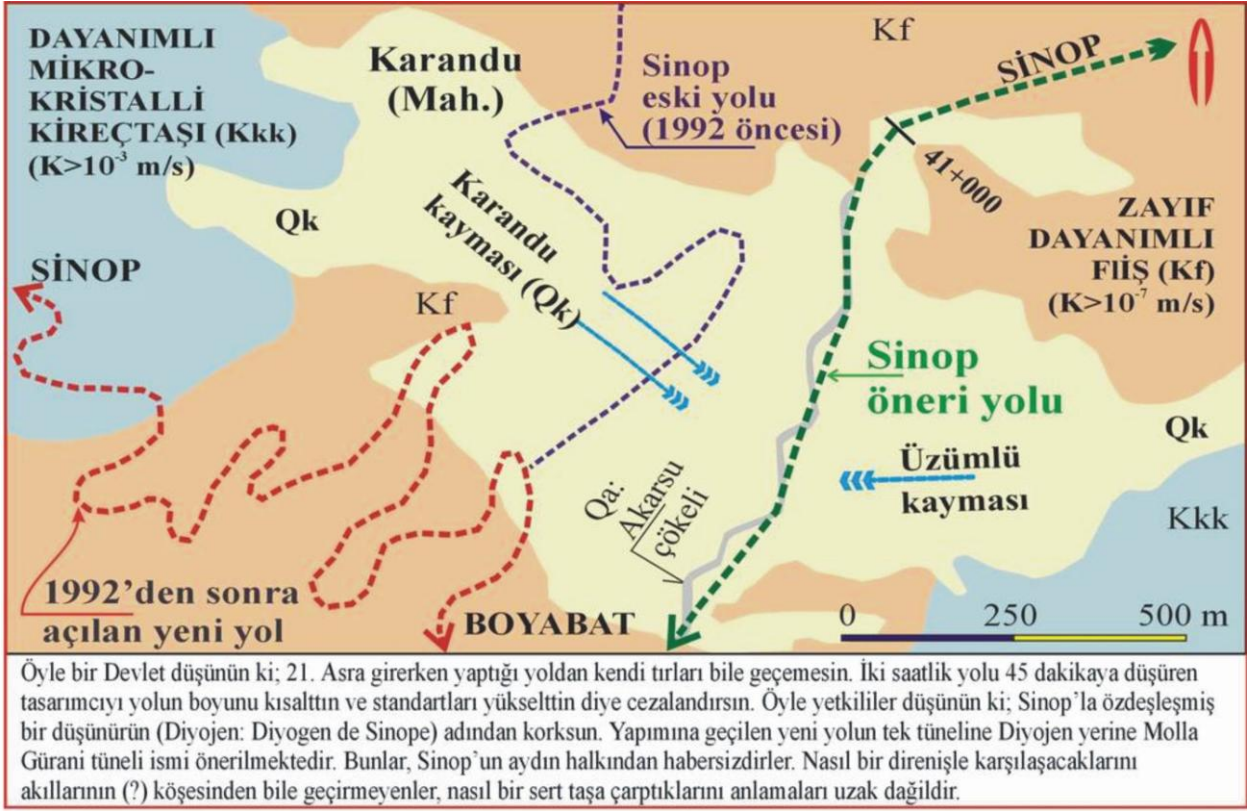 DAYANIMLI
MİKRO-
KRİSTALLİ
KİREÇTAŞI (Kkk)
(K>10⁻³ m/s)
Karandu
(Mah.)
Sinop
eski yolu
(1992 öncesi)
Kf
SİNOP
41+000
Qk
Karandu
kayması (Qk)
ZAYIF
DAYANIMLI
FlİŞ (Kf)
(K>10⁻⁷ m/s)
SİNOP
Kf
Sinop
öneri yolu
Qk
Üzümlü
kayması
Qa:
Akarsu
çökeli
Kkk
1992’den sonra
açılan yeni yol
BOYABAT
0 250 500 m
Öyle bir Devlet düşünün ki; 21. Asra girerken yaptığı yoldan kendi tırları bile geçemesin. İki saatlik yolu 45 dakikaya düşüren
tasarımcıyı yolun boyunu kısalttın ve standartları yükselttin diye cezalandırsın. Öyle yetkililer düşünün ki; Sinop’la özdeşleşmiş
bir düşünürün (Diyojen: Diyogen de Sinope) adından korksun. Yapımına geçilen yeni yolun tek tüneline Diyojen yerine Molla
Gürani tüneli ismi önerilmektedir. Bunlar, Sinop’un aydın halkından habersizdirler. Nasıl bir direnişle karşılaşacaklarını
akıllarının (?) köşesinden bile geçirmeyenler, nasıl bir sert taşa çarptıklarını anlamaları uzak dağildir.